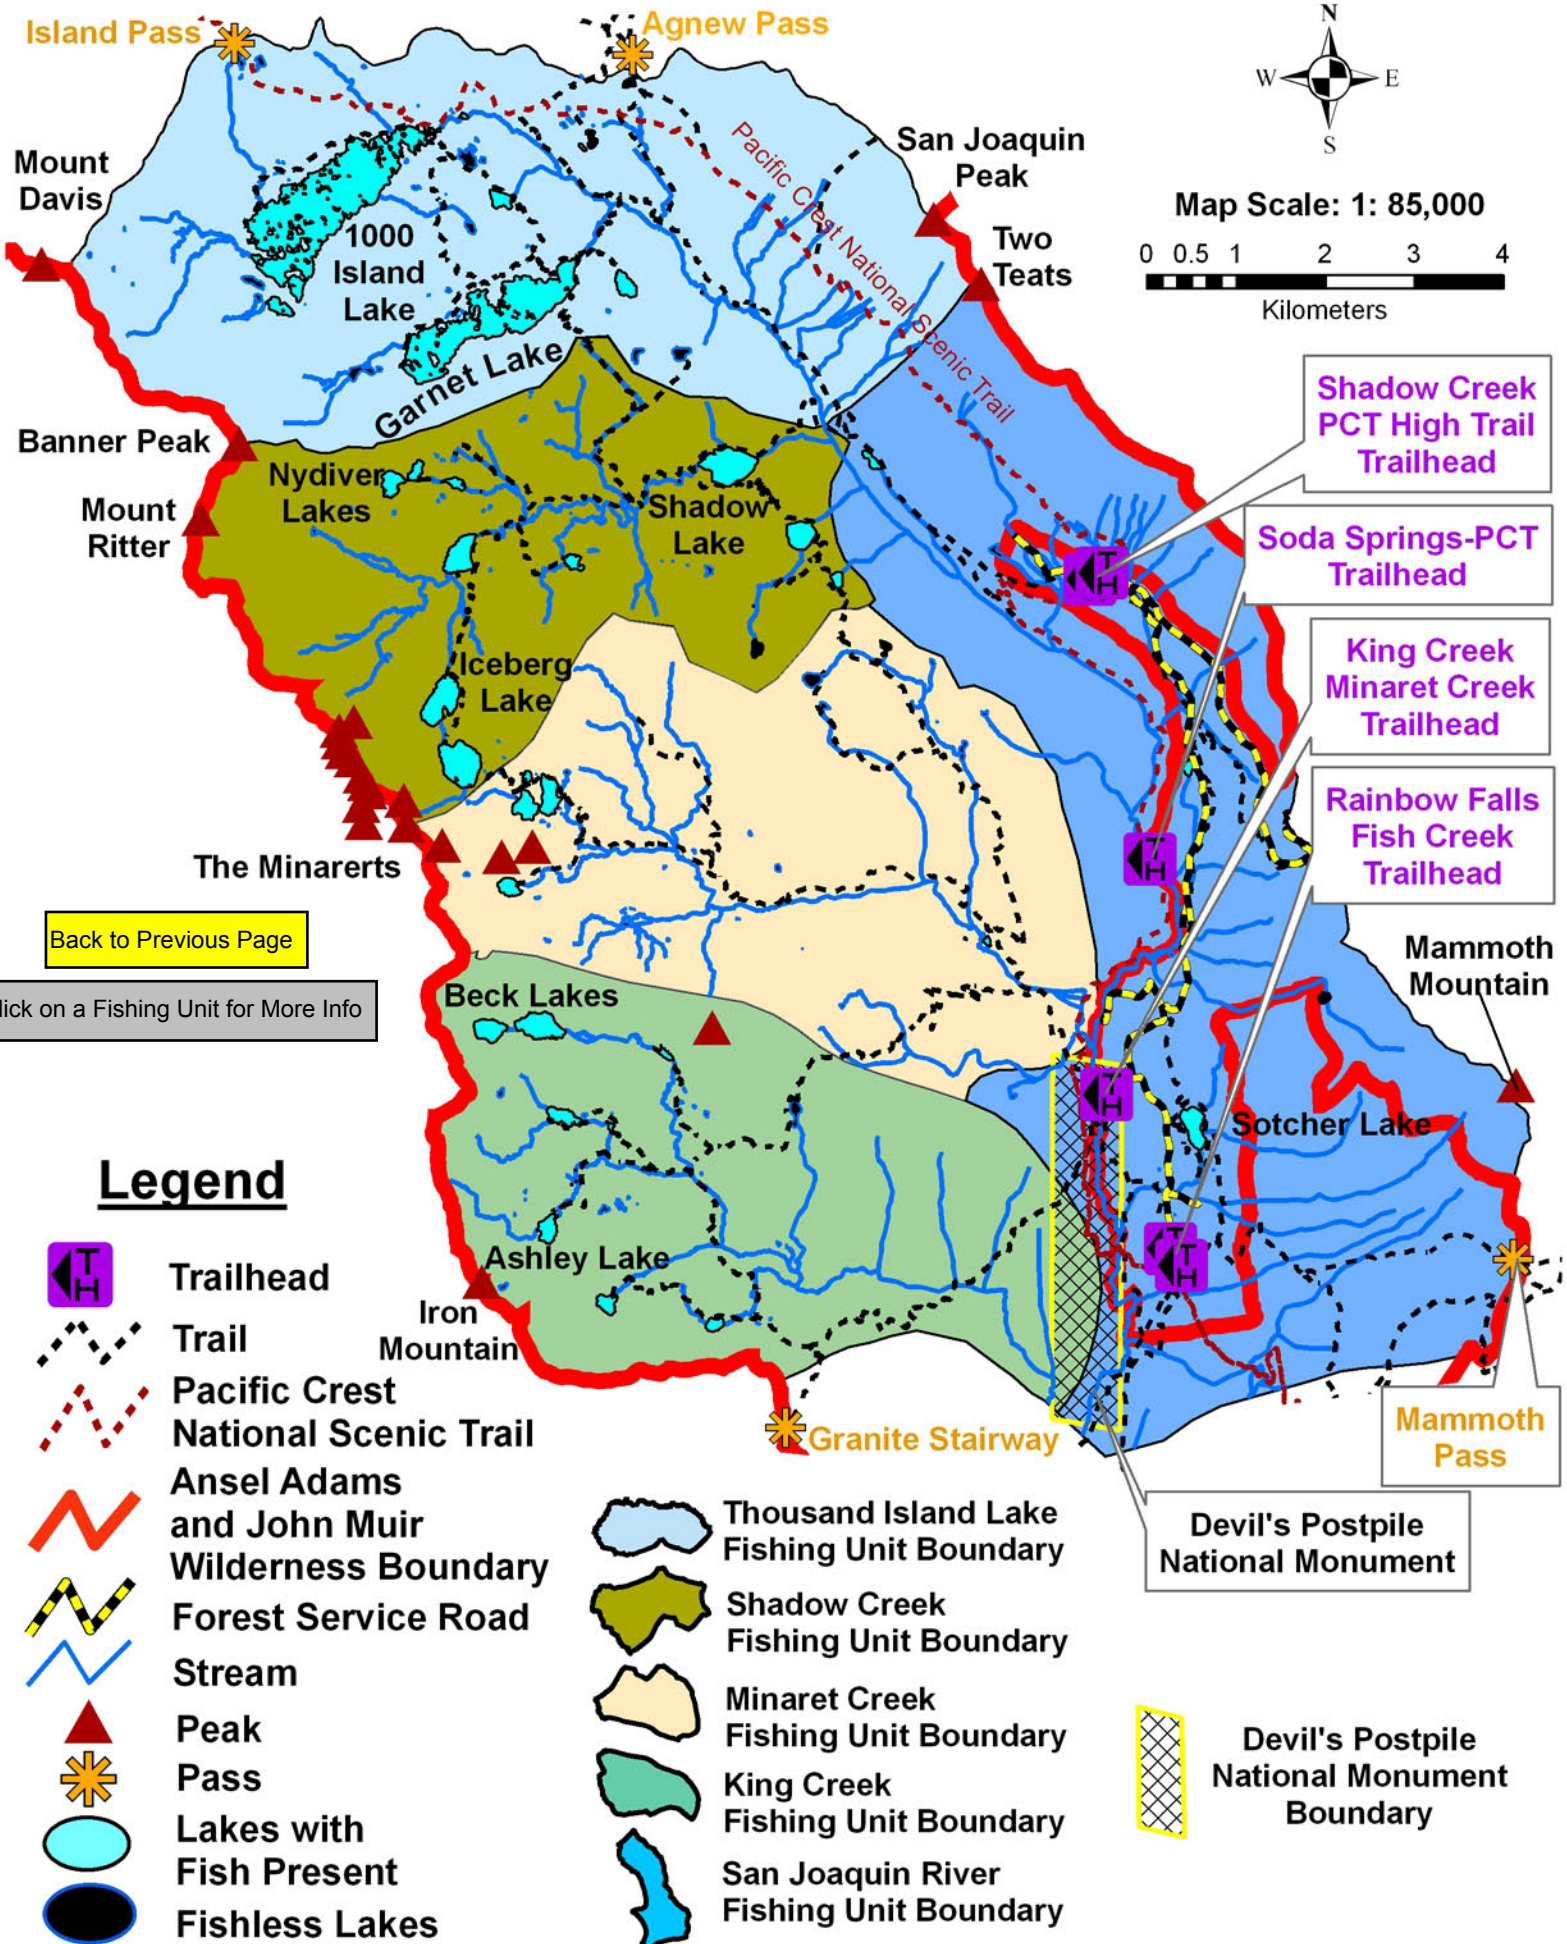 Island Pass
Agnew Pass
N
W
E
S
Mount
Davis
San Joaquin
Peak
Pacific Crest National Scenic Trail
Map Scale: 1: 85,000
0 0.5 1 2 3 4
Kilometers
1000
Island
Lake
Two
Teats
Garnet Lake
Shadow Creek
PCT High Trail
Trailhead
Banner Peak
Nydiver
Lakes
Mount
Ritter
Shadow
Lake
Soda Springs-PCT
Trailhead
TH
Iceberg
Lake
King Creek
Minaret Creek
Trailhead
Rainbow Falls
Fish Creek
Trailhead
The Minarerts
TH
Back to Previous Page
lick on a Fishing Unit for More Info
Beck Lakes
Mammoth
Mountain
TH
Sotcher Lake
Ashley Lake
T
TH
Iron
Mountain
Granite Stairway
Mammoth
Pass
Devil's Postpile
National Monument
Legend
TH
Trailhead
Trail
Pacific Crest
National Scenic Trail
Ansel Adams
and John Muir
Wilderness Boundary
Forest Service Road
Stream
Peak
Pass
Lakes with
Fish Present
Fishless Lakes
Thousand Island Lake
Fishing Unit Boundary
Shadow Creek
Fishing Unit Boundary
Minaret Creek
Fishing Unit Boundary
King Creek
Fishing Unit Boundary
San Joaquin River
Fishing Unit Boundary
Devil's Postpile
National Monument
Boundary